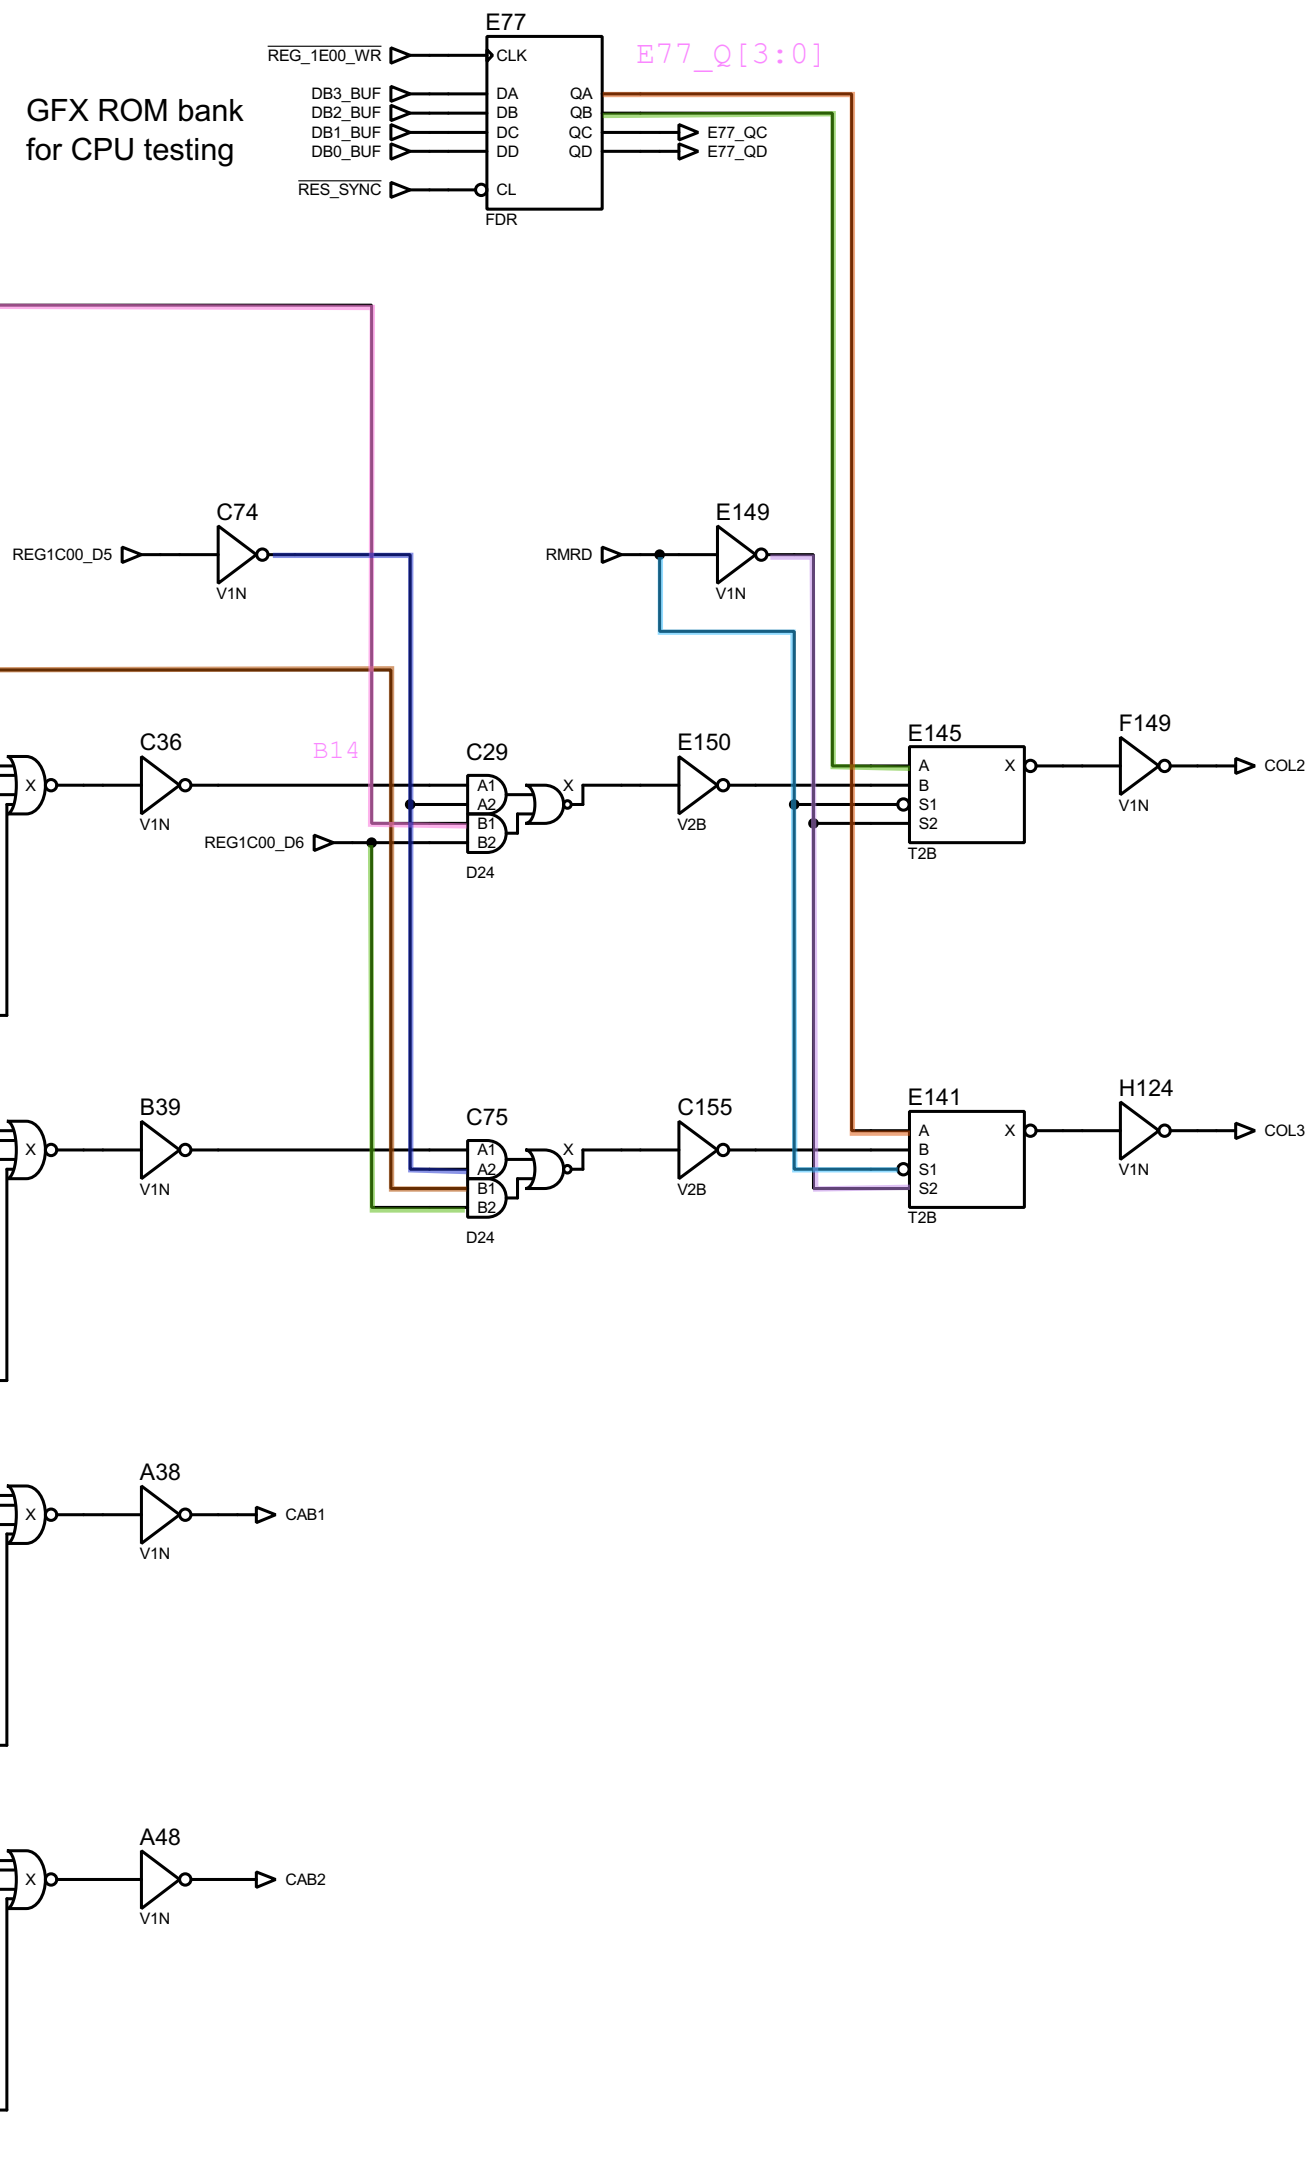 E77
REG_1E00_WR
CLK
E77_Q[3:0]
GFX ROM bank
for CPU testing
DB3_BUF
DA
QA
DB2_BUF
DB
QB
DB1_BUF
DC
QC
E77_QC
DB0_BUF
DD
QD
E77_QD
RES_SYNC
CL
FDR
C74
REG1C00_D5
V1N
E149
RMRD
V1N
C36
X
V1N
B14
C29
A1
A2
B1
B2
X
D24
REG1C00_D6
E150
V2B
E145
A
B
S1
S2
X
T2B
F149
V1N
COL2
B39
X
V1N
C75
A1
A2
B1
B2
X
D24
C155
V2B
E141
A
B
S1
S2
X
T2B
H124
V1N
COL3
A38
X
V1N
CAB1
A48
X
V1N
CAB2